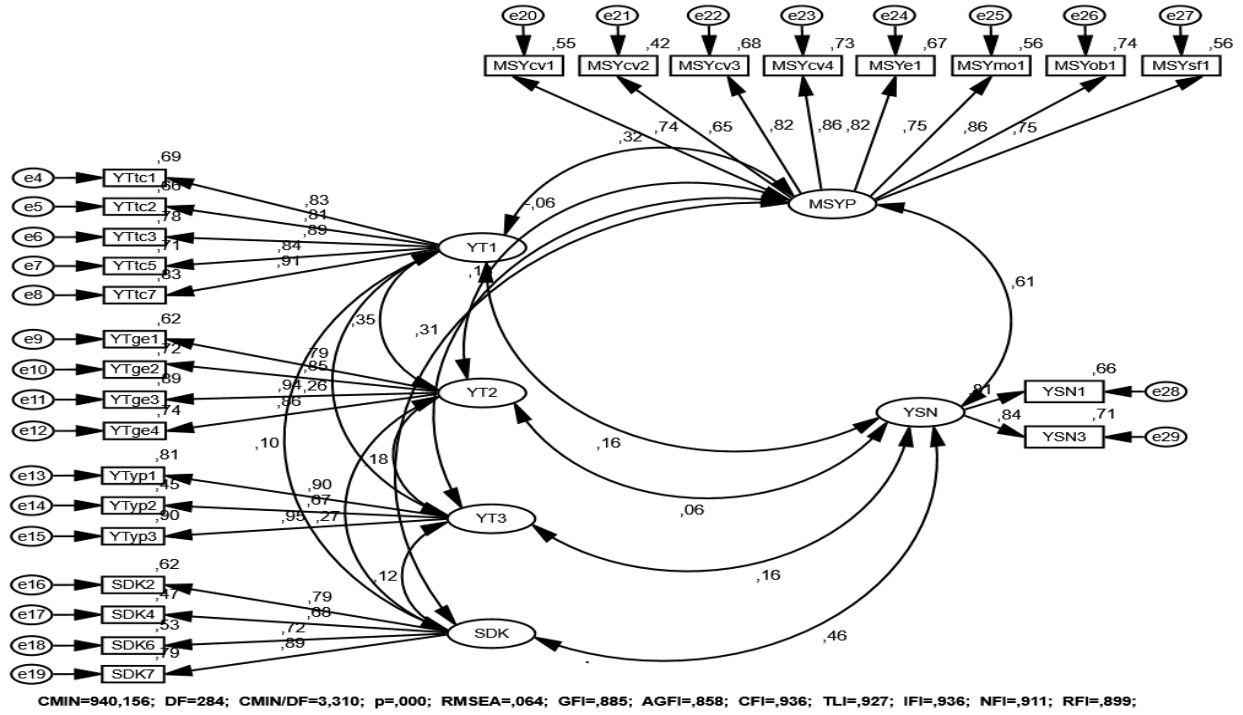 e20 e21 e22 e23 e24 e25 e26 e27
,55 ,42 ,68 ,73 ,67 ,56 ,74 ,56
MSYcv1 MSYcv2 MSYcv3 MSYcv4 MSYe1 MSYmo1 MSYob1 MSYsf1
,74 ,65 ,82 ,86 ,82 ,75 ,86 ,75
,32
MSYP
-,06
,69
e4 YTtc1
,66
e5 YTtc2
,78
e6 YTtc3
,71
e7 YTtc5
,83
e8 YTtc7
,83
,81
,89
,84
,91
YT1
,61
,35
,31
,62
e9 YTge1
,72
e10 YTge2
,89
e11 YTge3
,74
e12 YTge4
,79
,85
,94 ,26
,86
YT2
YSN
,81
,84
,66
YSN1 e28
,71
YSN3 e29
,10
,18
,16
,06
,81
e13 YTyp1
,45
e14 YTyp2
,90
e15 YTyp3
,90
,67
,95 ,27
YT3
,12
,16
,62
e16 SDK2
,47
e17 SDK4
,53
e18 SDK6
,79
e19 SDK7
,79
,68
,72
,89
SDK
,46
CMIN=940,156; DF=284; CMIN/DF=3,310; p=,000; RMSEA=,064; GFI=,885; AGFI=,858; CFI=,936; TLI=,927; IFI=,936; NFI=,911; RFI=,899;